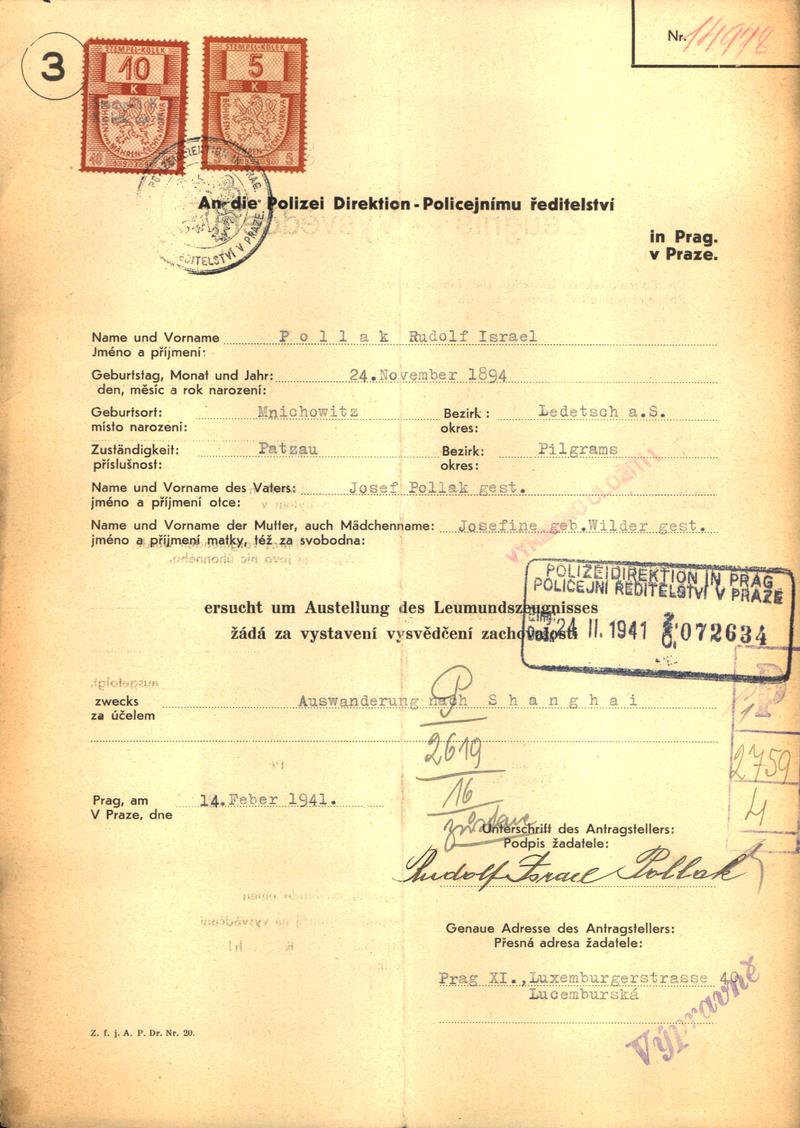 3
STEMPEL-KOLEK
10
K
STEMPEL-KOLEK
5
K
Nr. 14978
An die Polizei Direktion - Policejnímu ředitelství
in Prag.
v Praze.
Name und Vorname Pollak Rudolf Israel
Jméno a příjmení:
Geburtstag, Monat und Jahr: 24.November 1894
den, měsíc a rok narození:
Geburtsort: Mnichowitz Bezirk: Ledetsch a.S.
místo narození: okres:
Zuständigkeit: Patzau Bezirk: Pilgrams
příslušnost: okres:
Name und Vorname des Vaters: Josef Pollak gest.
jméno a příjmení otce:
Name und Vorname der Mutter, auch Mädchenname: Josefine geb.Wilder gest.
jméno a příjmení matky, též za svobodna:
POLIZEIDIREKTION IN PRAG
POLICEJNÍ ŘEDITELSTVÍ V PRAZE
24 II. 1941 072634
ersucht um Austellung des Leumundszeugnisses
žádá za vystavení vysvědčení zachovalosti
zwecks Auswanderung nach Shanghai
za účelem
P
2619
16
P
1
2759
4
Prag, am 14.Feber 1941.
V Praze, dne
Unterschrift des Antragstellers:
Podpis žadatele:
Rudolf Israel Pollak
Genaue Adresse des Antragstellers:
Přesná adresa žadatele:
Prag XI.,Luxemburgerstrasse 40
Lucemburská
Výpravně
Z. f. j. A. P. Dr. Nr. 20.